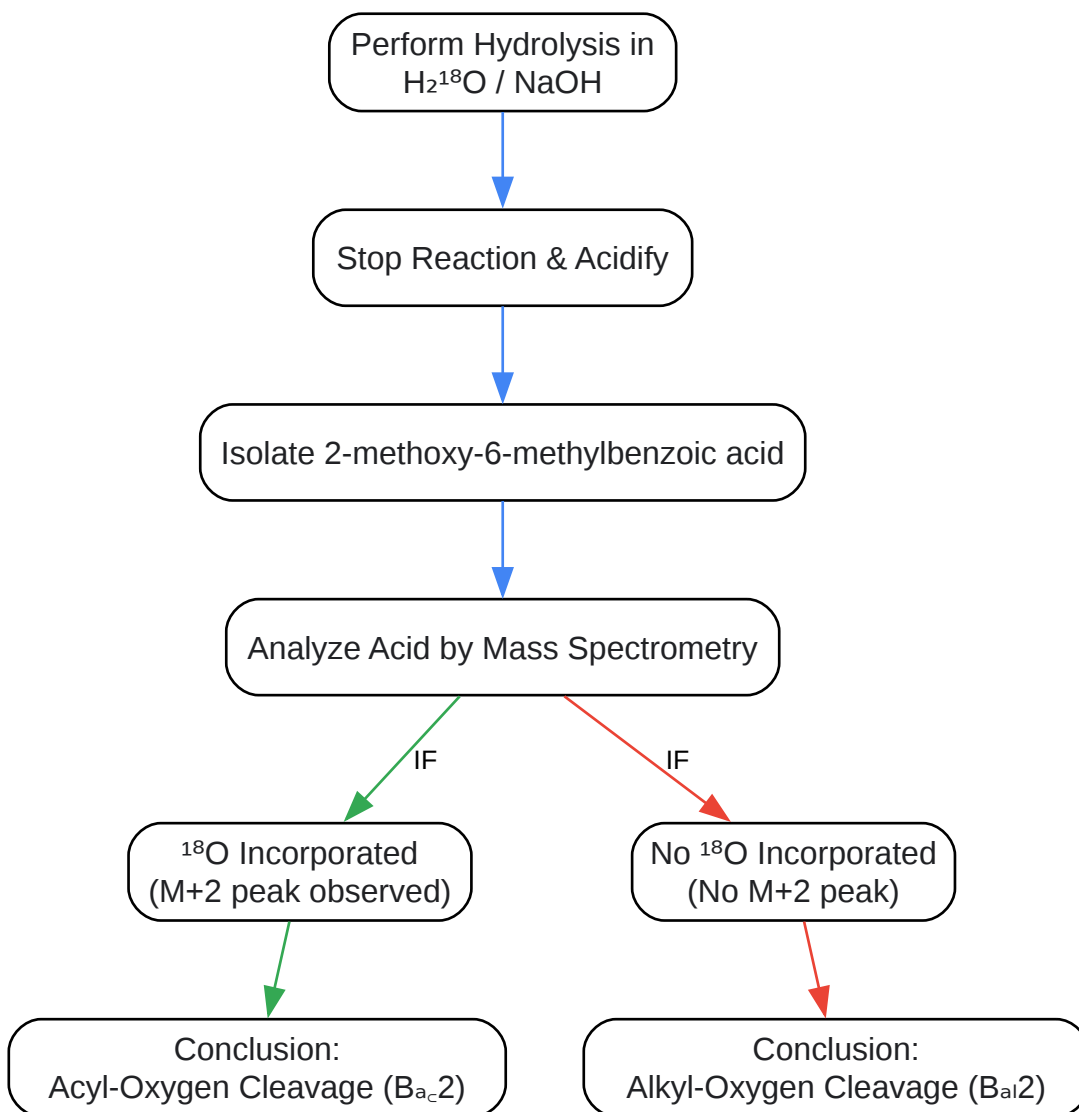 Perform Hydrolysis in
H₂¹⁸O / NaOH
Stop Reaction & Acidify
Isolate 2-methoxy-6-methylbenzoic acid
Analyze Acid by Mass Spectrometry
IF
IF
¹⁸O Incorporated
(M+2 peak observed)
No ¹⁸O Incorporated
(No M+2 peak)
Conclusion:
Acyl-Oxygen Cleavage (Bₐ꜀2)
Conclusion:
Alkyl-Oxygen Cleavage (Bₐₗ2)